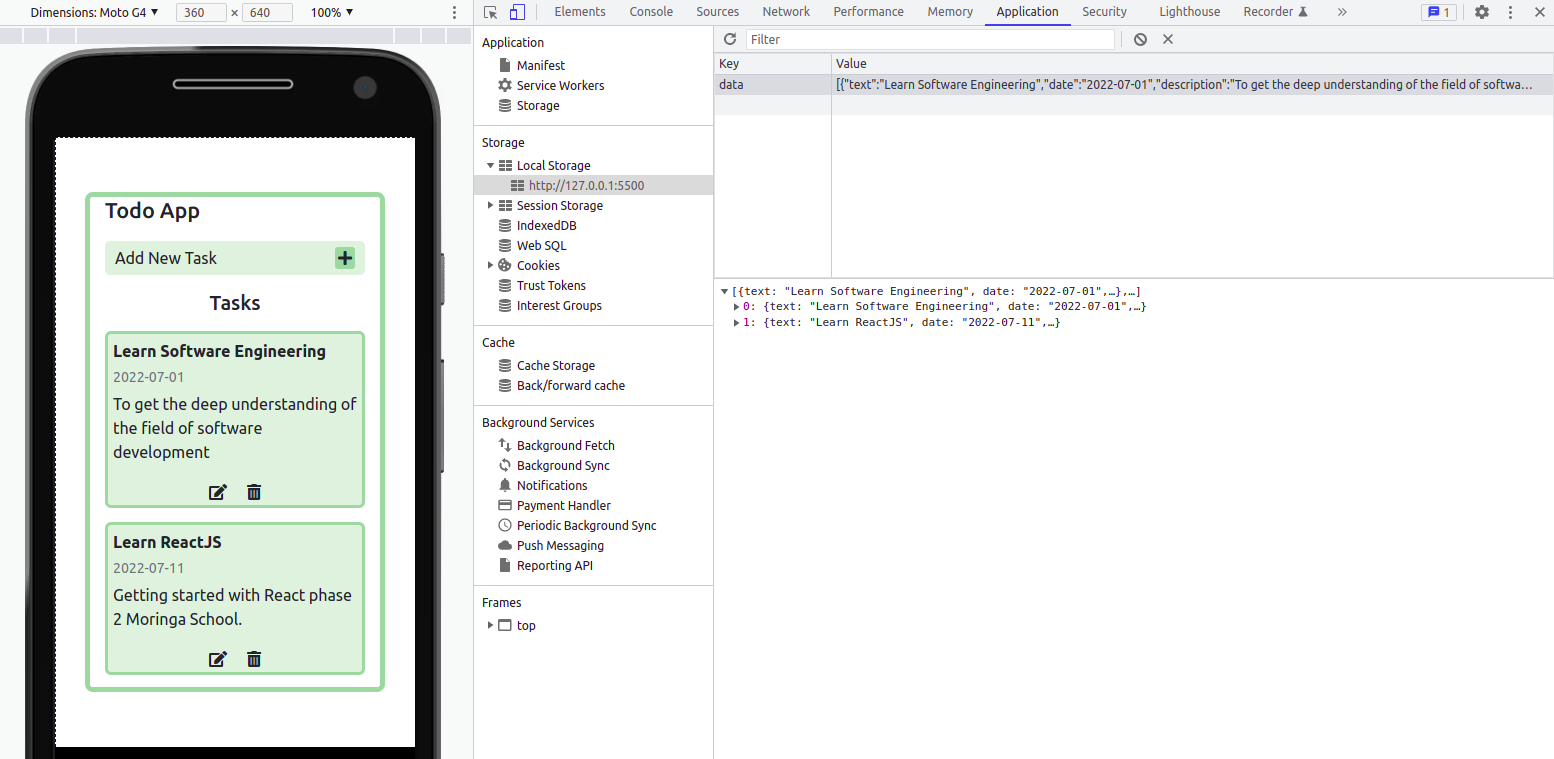 Dimensions: Moto G4 ▼ 360 × 640 100% ▼
Todo App
Add New Task
Tasks
Learn Software Engineering
2022-07-01
To get the deep understanding of
the field of software
development
Learn ReactJS
2022-07-11
Getting started with React phase
2 Moringa School.
Elements Console Sources Network Performance Memory Application Security Lighthouse Recorder » 1
Application
Manifest
Service Workers
Storage
Storage
Local Storage
http://127.0.0.1:5500
Session Storage
IndexedDB
Web SQL
Cookies
Trust Tokens
Interest Groups
Cache
Cache Storage
Back/forward cache
Background Services
Background Fetch
Background Sync
Notifications
Payment Handler
Periodic Background Sync
Push Messaging
Reporting API
Frames
top
Filter
Key Value
data [{"text":"Learn Software Engineering","date":"2022-07-01","description":"To get the deep understanding of the field of softwa…
[{text: "Learn Software Engineering", date: "2022-07-01",…},…]
0: {text: "Learn Software Engineering", date: "2022-07-01",…}
1: {text: "Learn ReactJS", date: "2022-07-11",…}